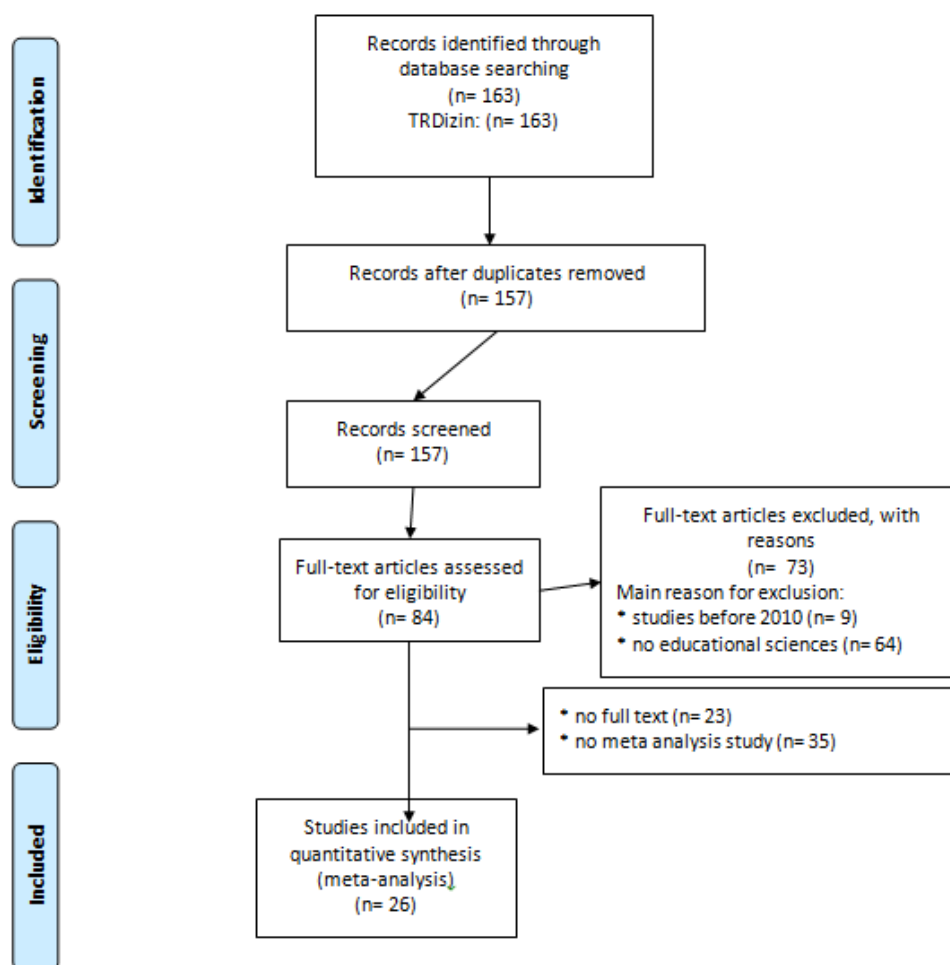 Identification
Records identified through
database searching
(n= 163)
TRDizin: (n= 163)
Records after duplicates removed
(n= 157)
Screening
Records screened
(n= 157)
Eligibility
Full-text articles assessed
for eligibility
(n= 84)
Full-text articles excluded, with
reasons
(n=  73)
Main reason for exclusion:
* studies before 2010 (n= 9)
* no educational sciences (n= 64)
* no full text (n= 23)
* no meta analysis study (n= 35)
Included
Studies included in
quantitative synthesis
(meta-analysis)
(n= 26)